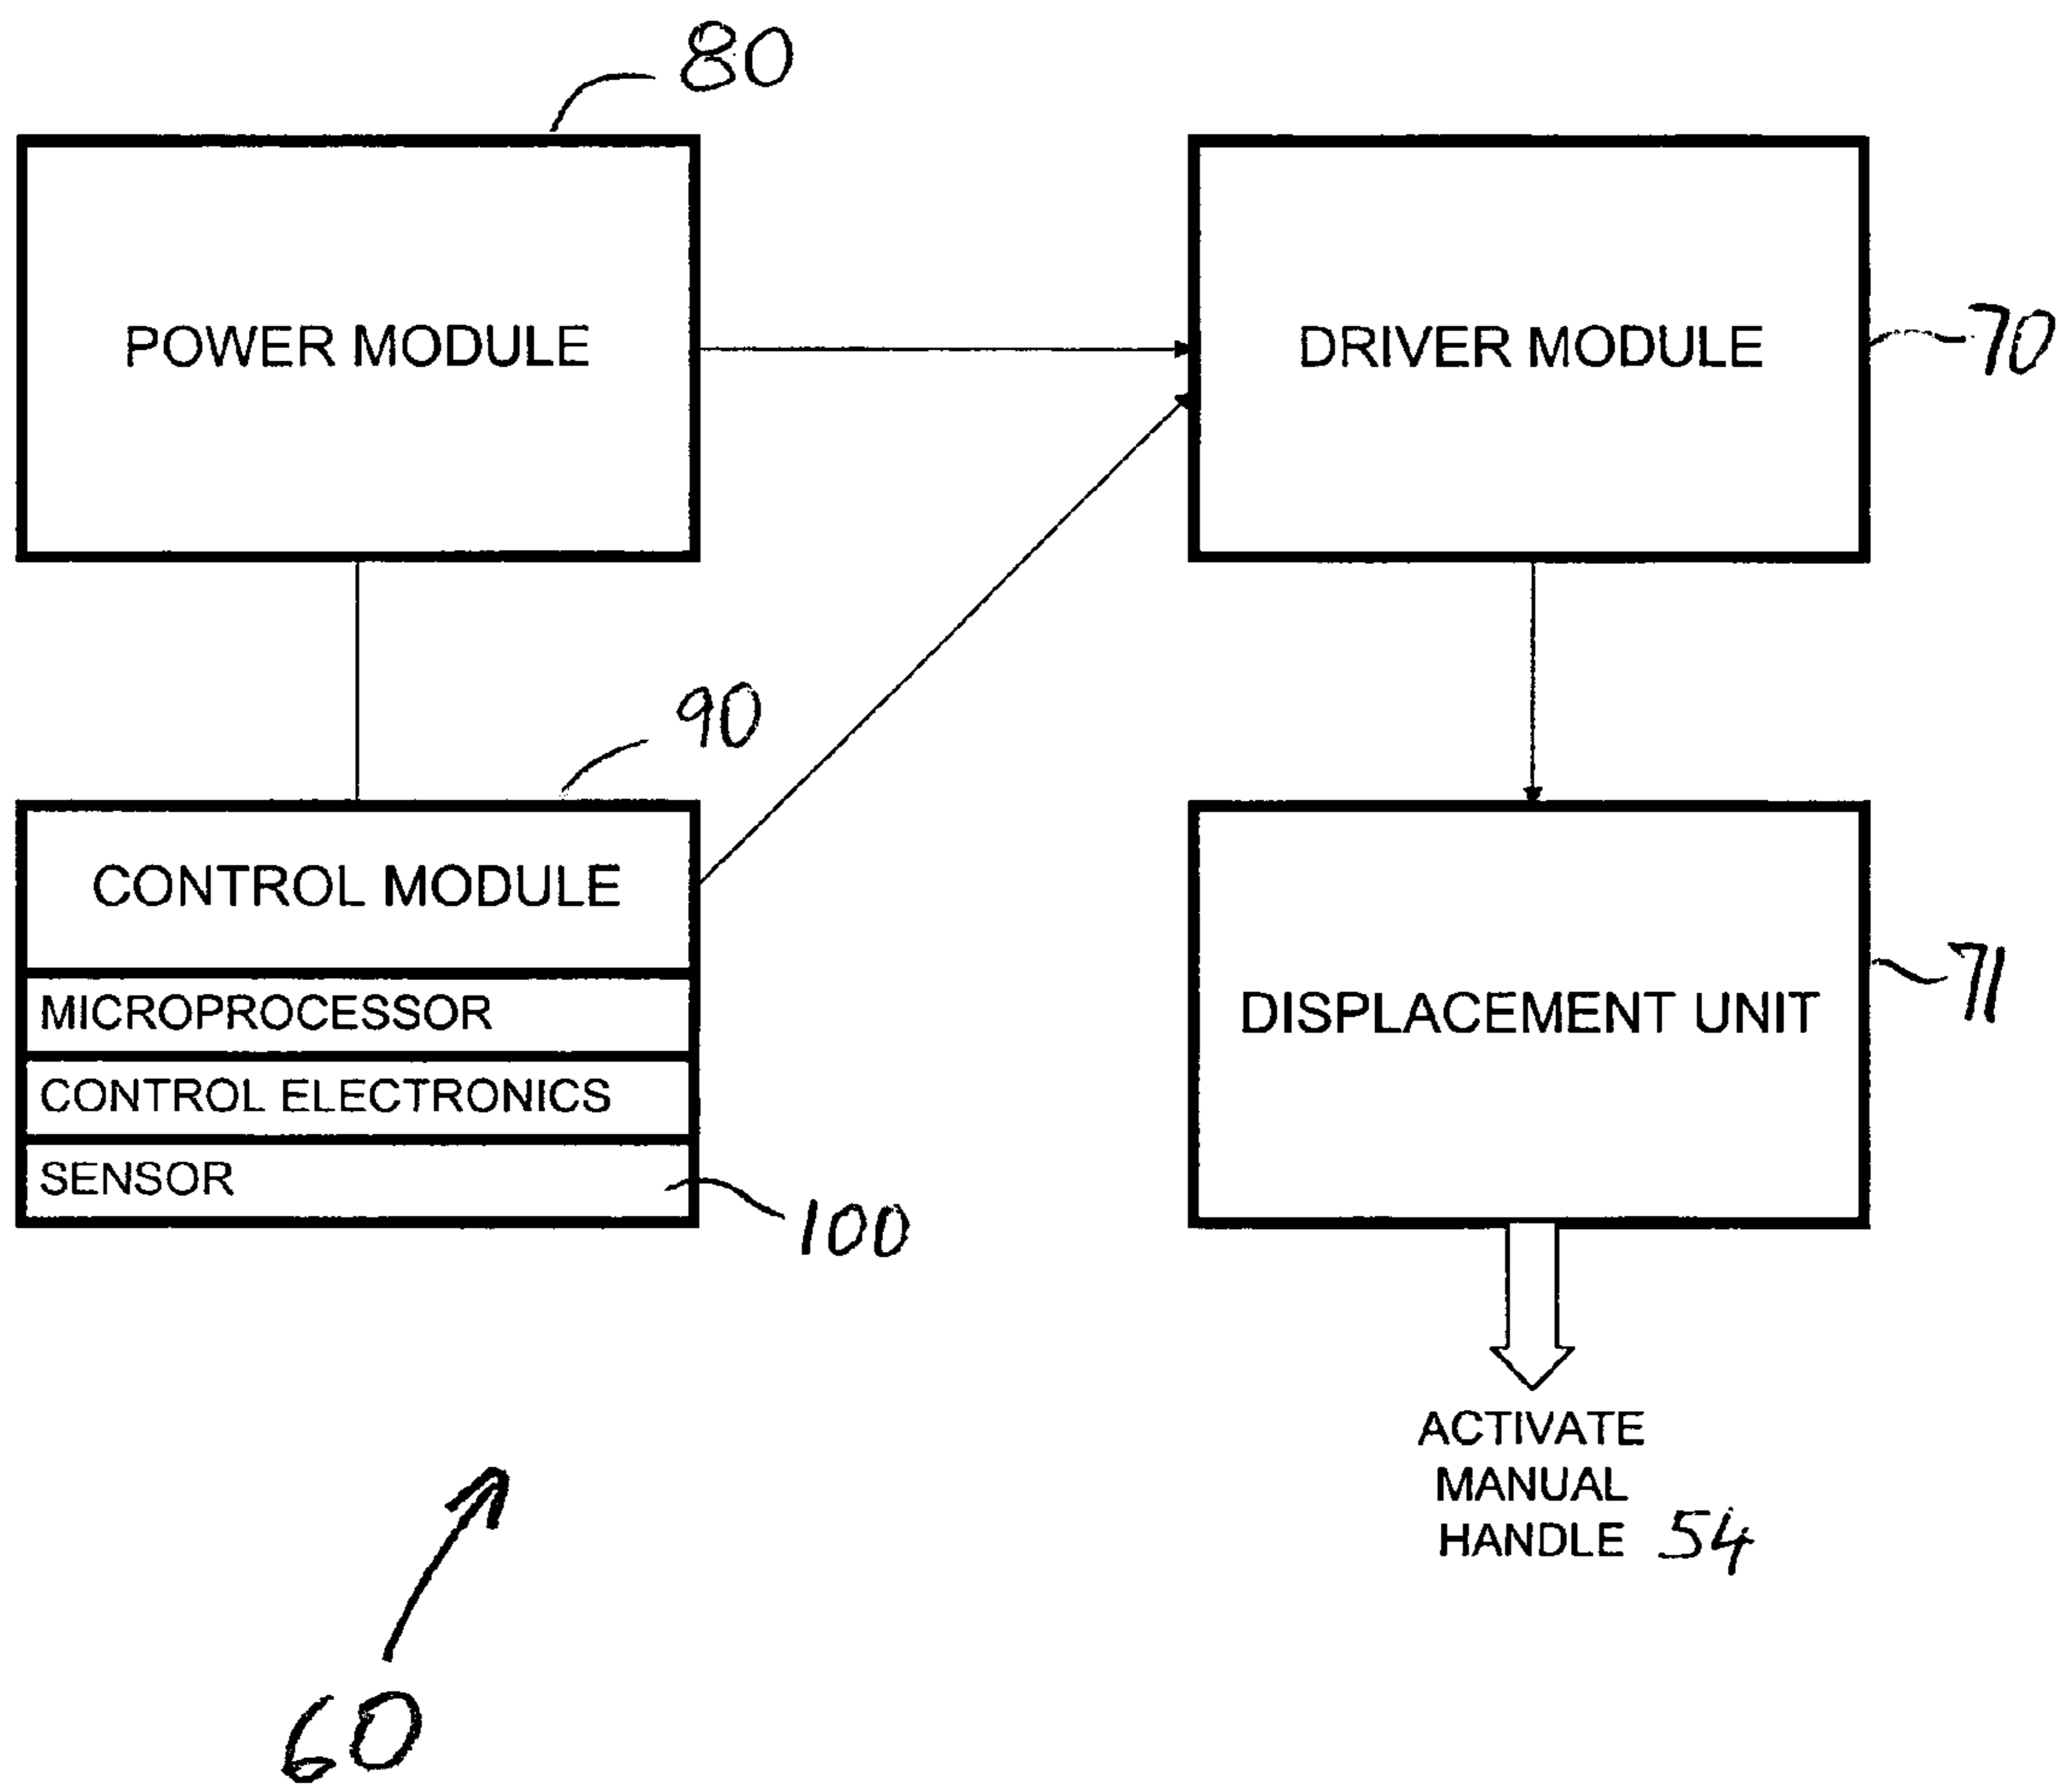 80
POWER MODULE
DRIVER MODULE
70
90
CONTROL MODULE
MICROPROCESSOR
CONTROL ELECTRONICS
SENSOR
100
DISPLACEMENT UNIT
71
ACTIVATE
MANUAL
HANDLE 54
60